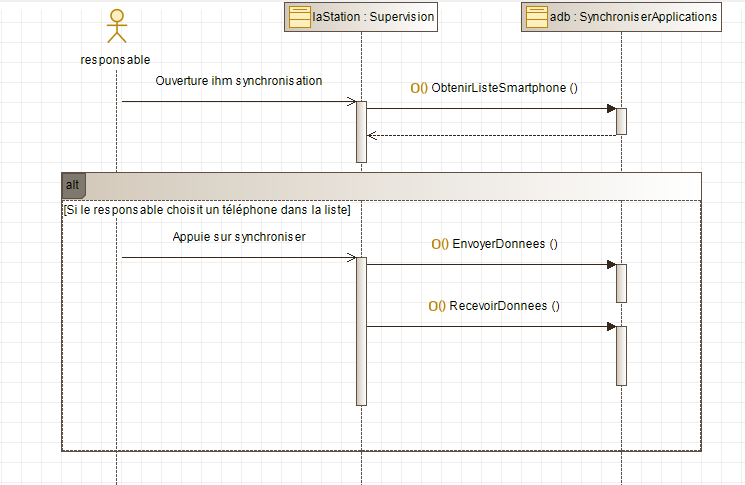 laStation : Supervision
adb : SynchroniserApplications
responsable
Ouverture ihm synchronisation
O() ObtenirListeSmartphone ()
alt
[Si le responsable choisit un téléphone dans la liste]
Appuie sur synchroniser
O() EnvoyerDonnees ()
O() RecevoirDonnees ()